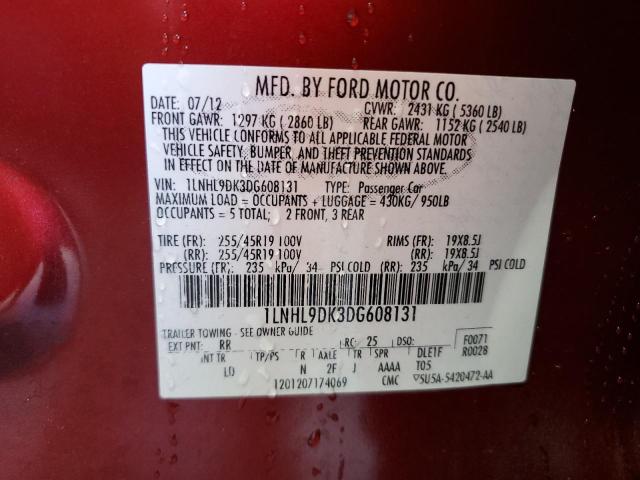 MFD. BY FORD MOTOR CO.
DATE: 07/12 GVWR: 2431 KG ( 5360 LB)
FRONT GAWR: 1297 KG ( 2860 LB) REAR GAWR: 1152 KG ( 2540 LB)
THIS VEHICLE CONFORMS TO ALL APPLICABLE FEDERAL MOTOR
VEHICLE SAFETY, BUMPER, AND THEFT PREVENTION STANDARDS
IN EFFECT ON THE DATE OF MANUFACTURE SHOWN ABOVE.
VIN: 1LNHL9DK3DG608131 TYPE: Passenger Car
MAXIMUM LOAD = OCCUPANTS + LUGGAGE = 430KG/ 950LB
OCCUPANTS = 5 TOTAL; 2 FRONT, 3 REAR
TIRE (FR): 255/45R19 100V RIMS (FR): 19X8.5J
(RR): 255/45R19 100V (RR): 19X8.5J
PRESSURE (FR): 235 kPa/ 34 PSI COLD (RR): 235 kPa/ 34 PSI COLD
1LNHL9DK3DG608131
TRAILER TOWING - SEE OWNER GUIDE
EXT PNT: RR RC: 25 DSO: F0071
INT TR TP/PS R AXLE TR SPR DLE1F R0028
LD N 2F J AAAA T05
1201207174069 CMC ▽5U5A-5420472-AA